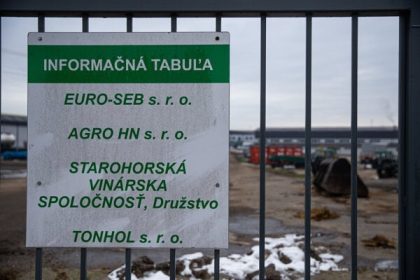 INFORMAČNÁ TABUĽA
EURO-SEB s. r. o.
AGRO HN s. r. o.
STAROHORSKÁ
VINÁRSKA
SPOLOČNOSŤ, Družstvo
TONHOL s. r. o.